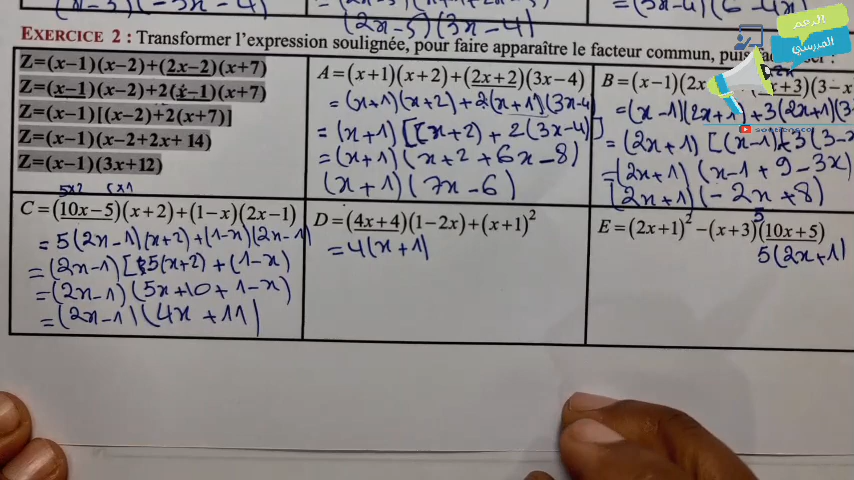 (2x-5)(3x-4)
EXERCICE 2 : Transformer l'expression soulignée, pour faire apparaître le facteur commun, puis
Z=(x−1)(x−2)+(2x−2)(x+7)
Z=(x−1)(x−2)+2(x−1)(x+7)
Z=(x−1)[(x−2)+2(x+7)]
Z=(x−1)(x−2+2x+14)
Z=(x−1)(3x+12)
A=(x+1)(x+2)+(2x+2)(3x−4)
=(x+1)(x+2)+2(x+1)(3x-4)
=(x+1)[(x+2)+2(3x-4)]
=(x+1)(x+2+6x-8)
(x+1)(7x-6)
B=(x−1)(2x x+3)(3−x
=(x-1)(2x+1)+3(2x+1)(3-
=(2x+1)[(x-1)+3(3-
=(2x+1)(x-1+9-3x)
(2x+1)(-2x+8)
C=(10x−5)(x+2)+(1−x)(2x−1)
=5(2x-1)(x+2)+(1-x)(2x-1)
=(2x-1)[5(x+2)+(1-x)
=(2x-1)(5x+10+1-x)
=(2x-1)(4x+11)
D=(4x+4)(1−2x)+(x+1)²
=4(x+1)
E=(2x+1)²−(x+3)(10x+5)
5(2x+1)
الدعم
المدرسي